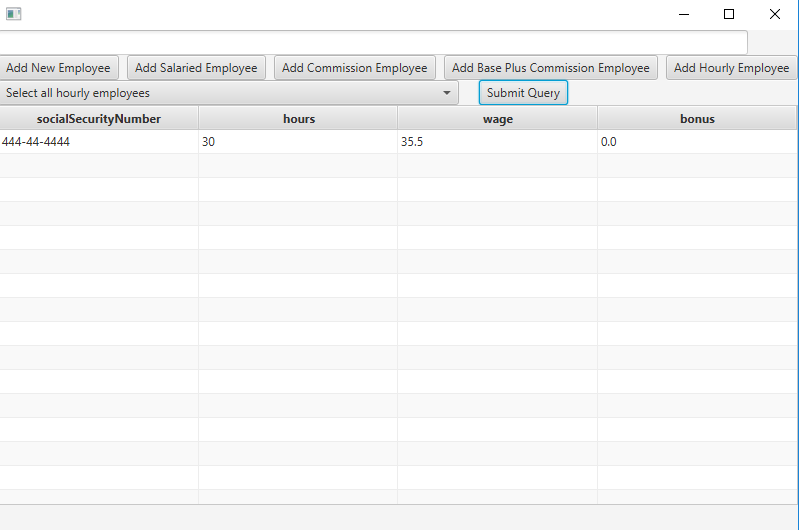 Add New Employee Add Salaried Employee Add Commission Employee Add Base Plus Commission Employee Add Hourly Employee
Select all hourly employees Submit Query
socialSecurityNumber hours wage bonus
444-44-4444 30 35.5 0.0